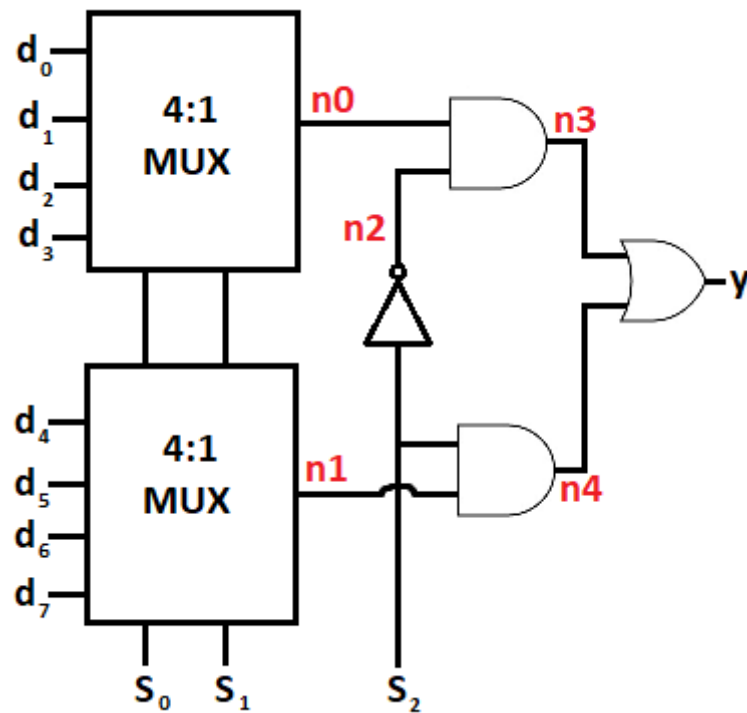 d₀
d₁
d₂
d₃
4:1
MUX
n0
n2
n3
y
d₄
d₅
d₆
d₇
4:1
MUX
n1
n4
S₀
S₁
S₂